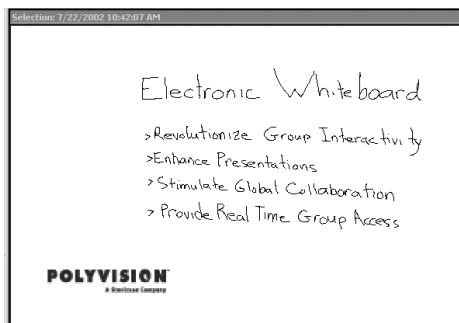 Selection: 7/22/2002 10:42:07 AM
Electronic Whiteboard
>Revolutionize Group Interactivity
>Enhance Presentations
>Stimulate Global Collaboration
>Provide Real Time Group Access
POLYVISION
A Steelcase Company